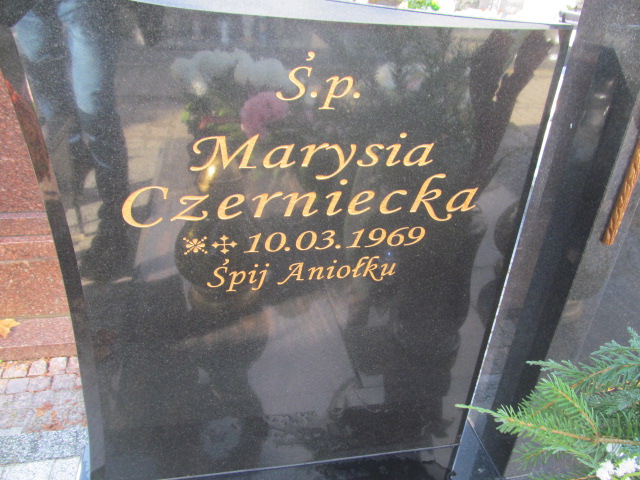 Ś.p.
Marysia
Czerniecka
10.03.1969
Śpij Aniołku